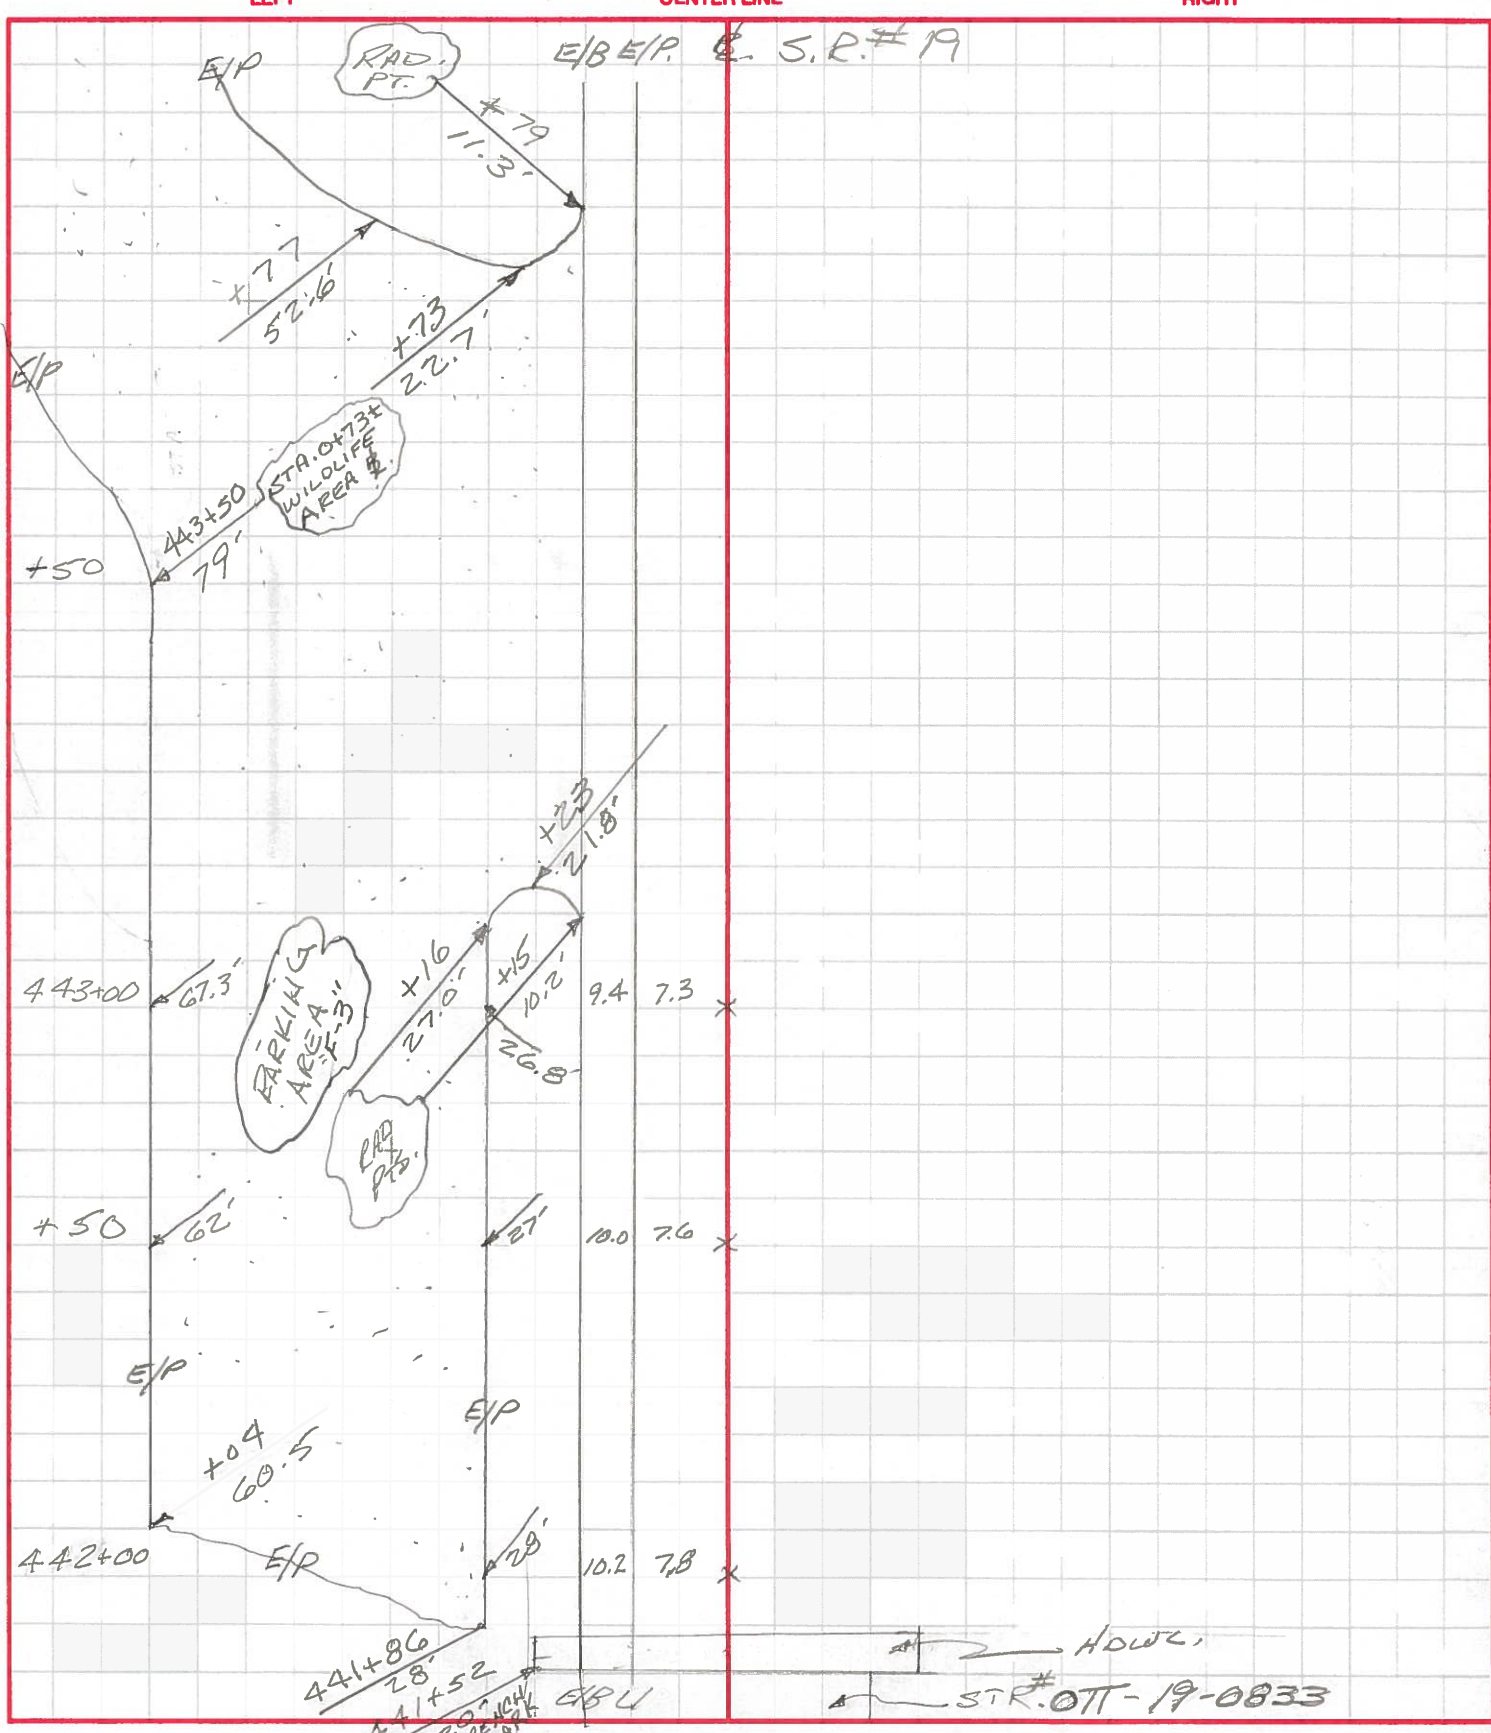 E/P
RAD.
PT.
E/B E/P. ℄ S.R.# 19
+79
11.3'
+77
52.6'
+73
22.7'
E/P
STA. 0+73±
WILDLIFE
AREA ℄
443+50
79'
+50
+23
21.8'
PARKING
AREA
"F-3"
+16
27.0'
+15
10.2'
443+00
67.3'
26.8'
9.4 7.3
RAD
PTS.
+50
62'
27'
10.0 7.6
E/P
E/P
+04
60.5
442+00
E/P
28'
10.2 7.8
441+86
28'
41+52
E/B
HDWL.
STR.# OTT-19-0833